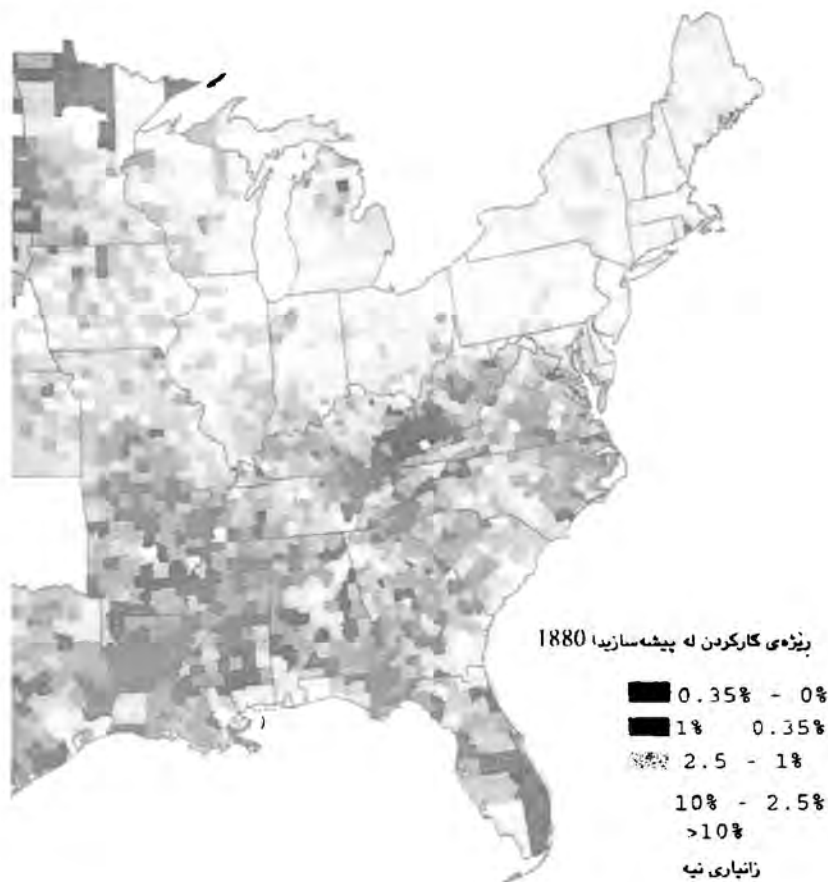 رێژەی کارکردن لە پیشەسازیدا 1880
0.35% - 0%
1% 0.35%
2.5 - 1%
10% - 2.5%
>10%
زانیاری نیە